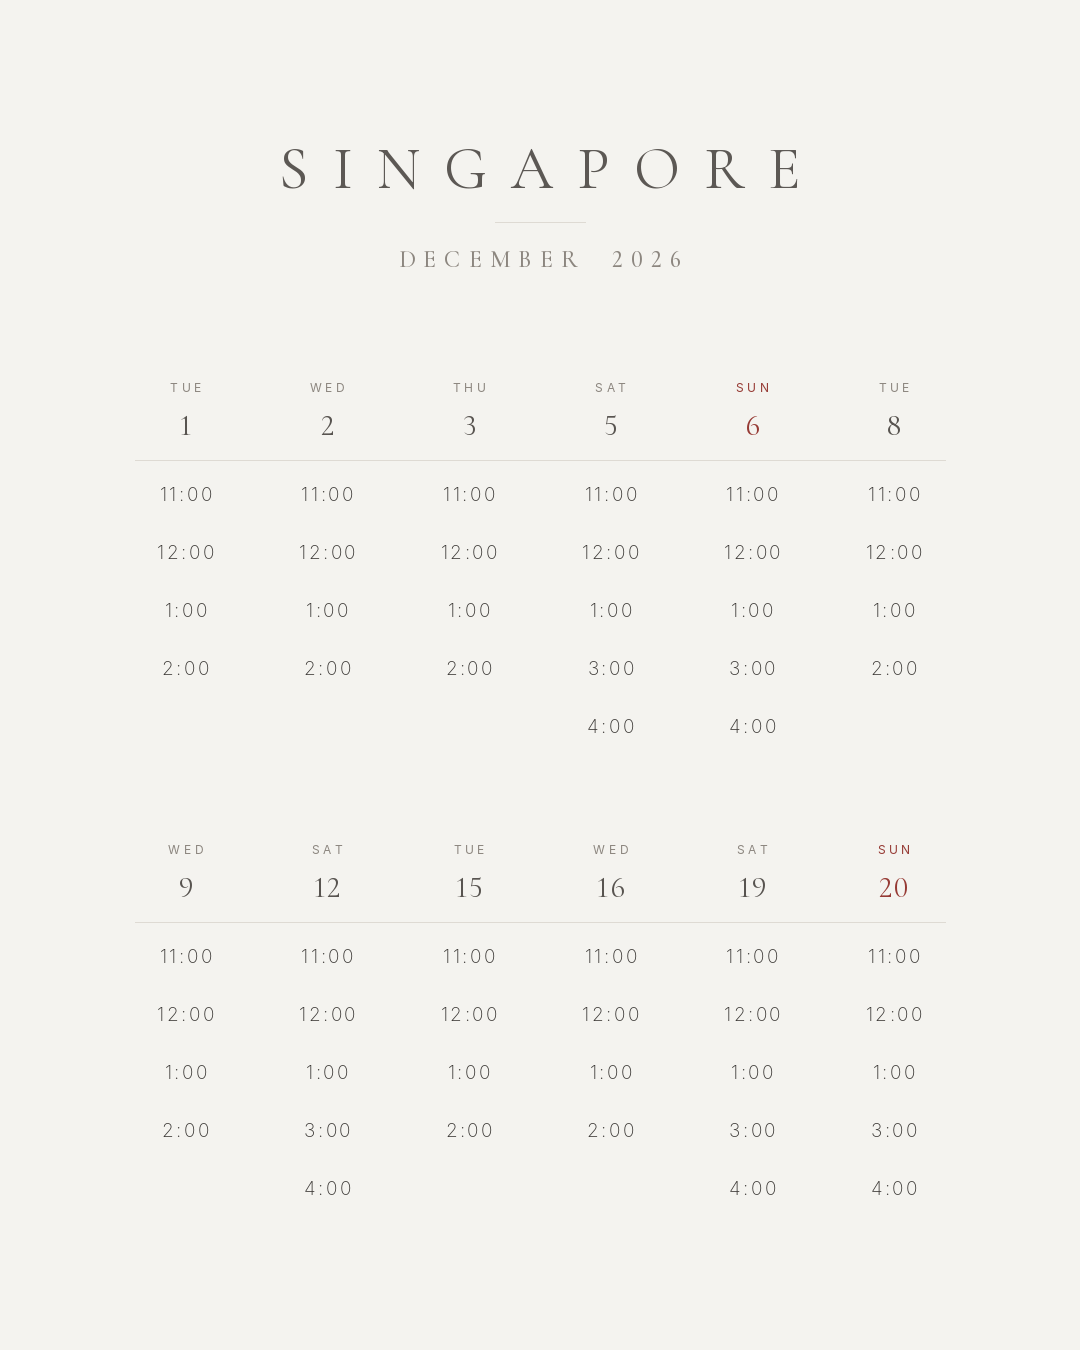 SINGAPORE
DECEMBER 2026
TUE WED THU SAT SUN TUE
1 2 3 5 6 8
11:00 11:00 11:00 11:00 11:00 11:00
12:00 12:00 12:00 12:00 12:00 12:00
1:00 1:00 1:00 1:00 1:00 1:00
2:00 2:00 2:00 3:00 3:00 2:00
4:00 4:00
WED SAT TUE WED SAT SUN
9 12 15 16 19 20
11:00 11:00 11:00 11:00 11:00 11:00
12:00 12:00 12:00 12:00 12:00 12:00
1:00 1:00 1:00 1:00 1:00 1:00
2:00 3:00 2:00 2:00 3:00 3:00
4:00 4:00 4:00